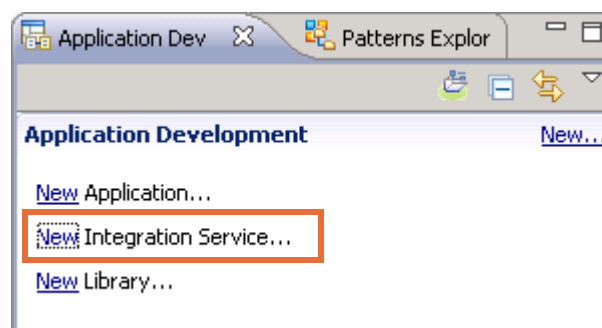 Application Dev Patterns Explor
Application Development New...
New Application...
New Integration Service...
New Library...